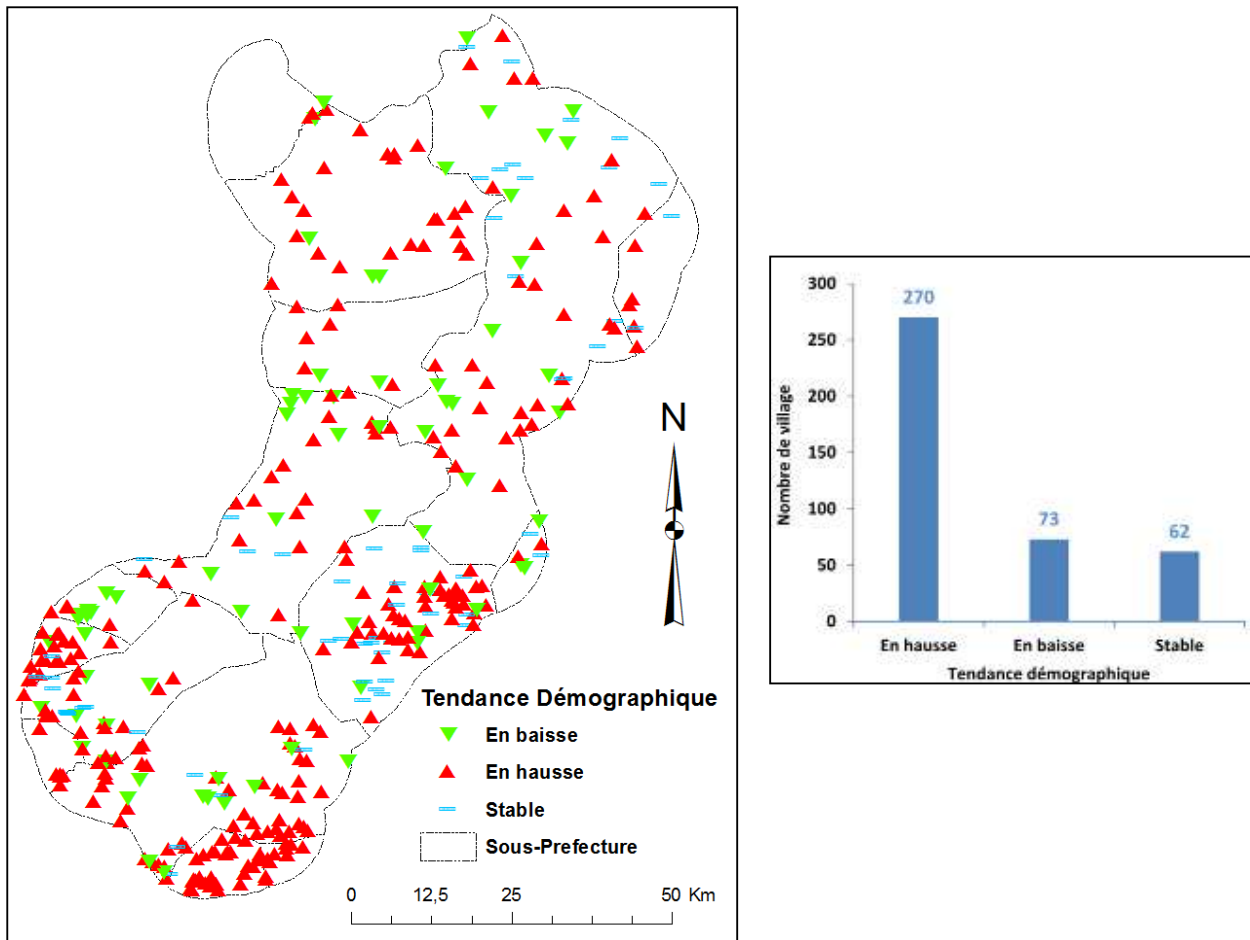 N
Tendance Démographique
En baisse
En hausse
Stable
Sous-Prefecture
0 12,5 25 50 Km
Nombre de village
300
250
200
150
100
50
0
270
73
62
En hausse En baisse Stable
Tendance démographique